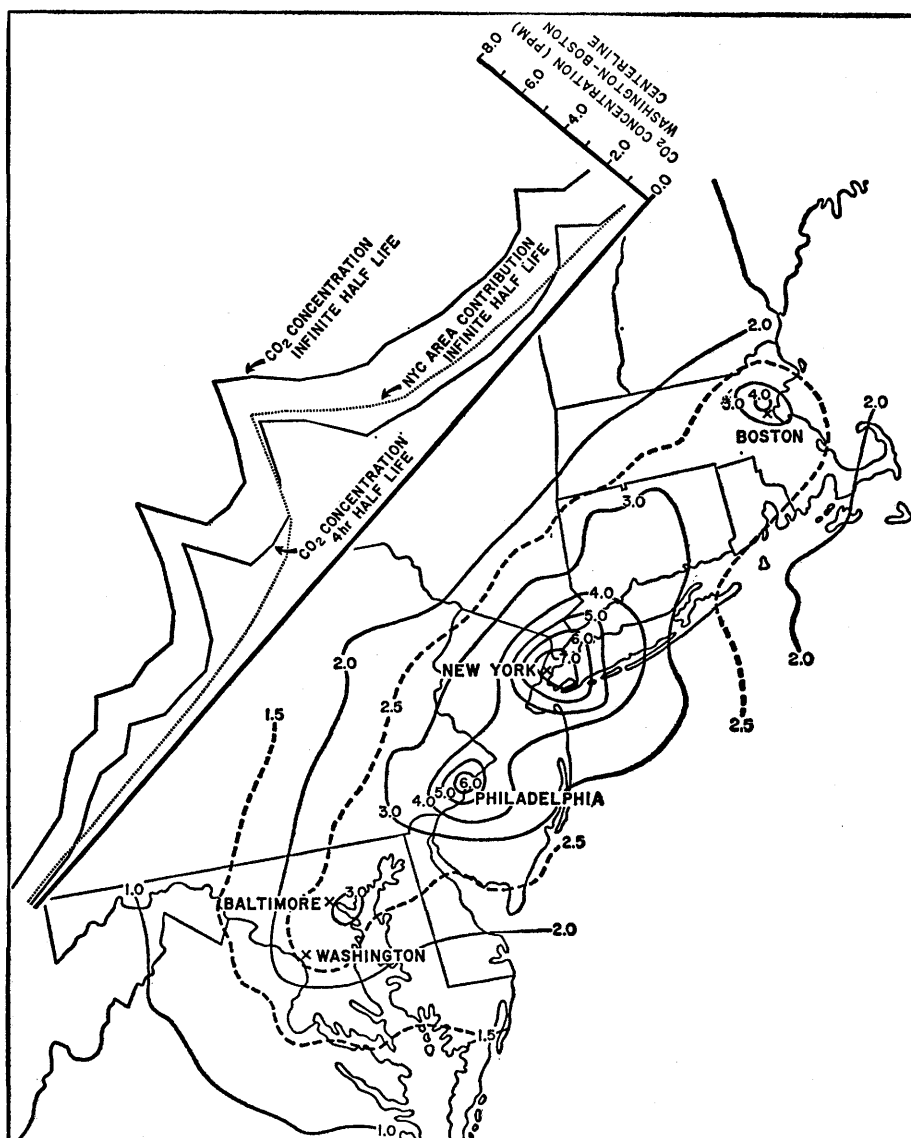 8.0
6.0
4.0
2.0
0.0
CO₂ CONCENTRATION (PPM)
WASHINGTON-BOSTON
CENTERLINE
CO₂ CONCENTRATION
INFINITE HALF LIFE
NYC AREA CONTRIBUTION
INFINITE HALF LIFE
CO₂ CONCENTRATION
4hr HALF LIFE
2.0
3.0
4.0
BOSTON
2.0
3.0
4.0
5.0
6.0
7.0
2.0
2.0
NEW YORK
2.5
1.5
2.5
6.0
5.0
4.0
3.0
PHILADELPHIA
2.5
1.0
3.0
BALTIMORE
2.0
WASHINGTON
1.5
1.0